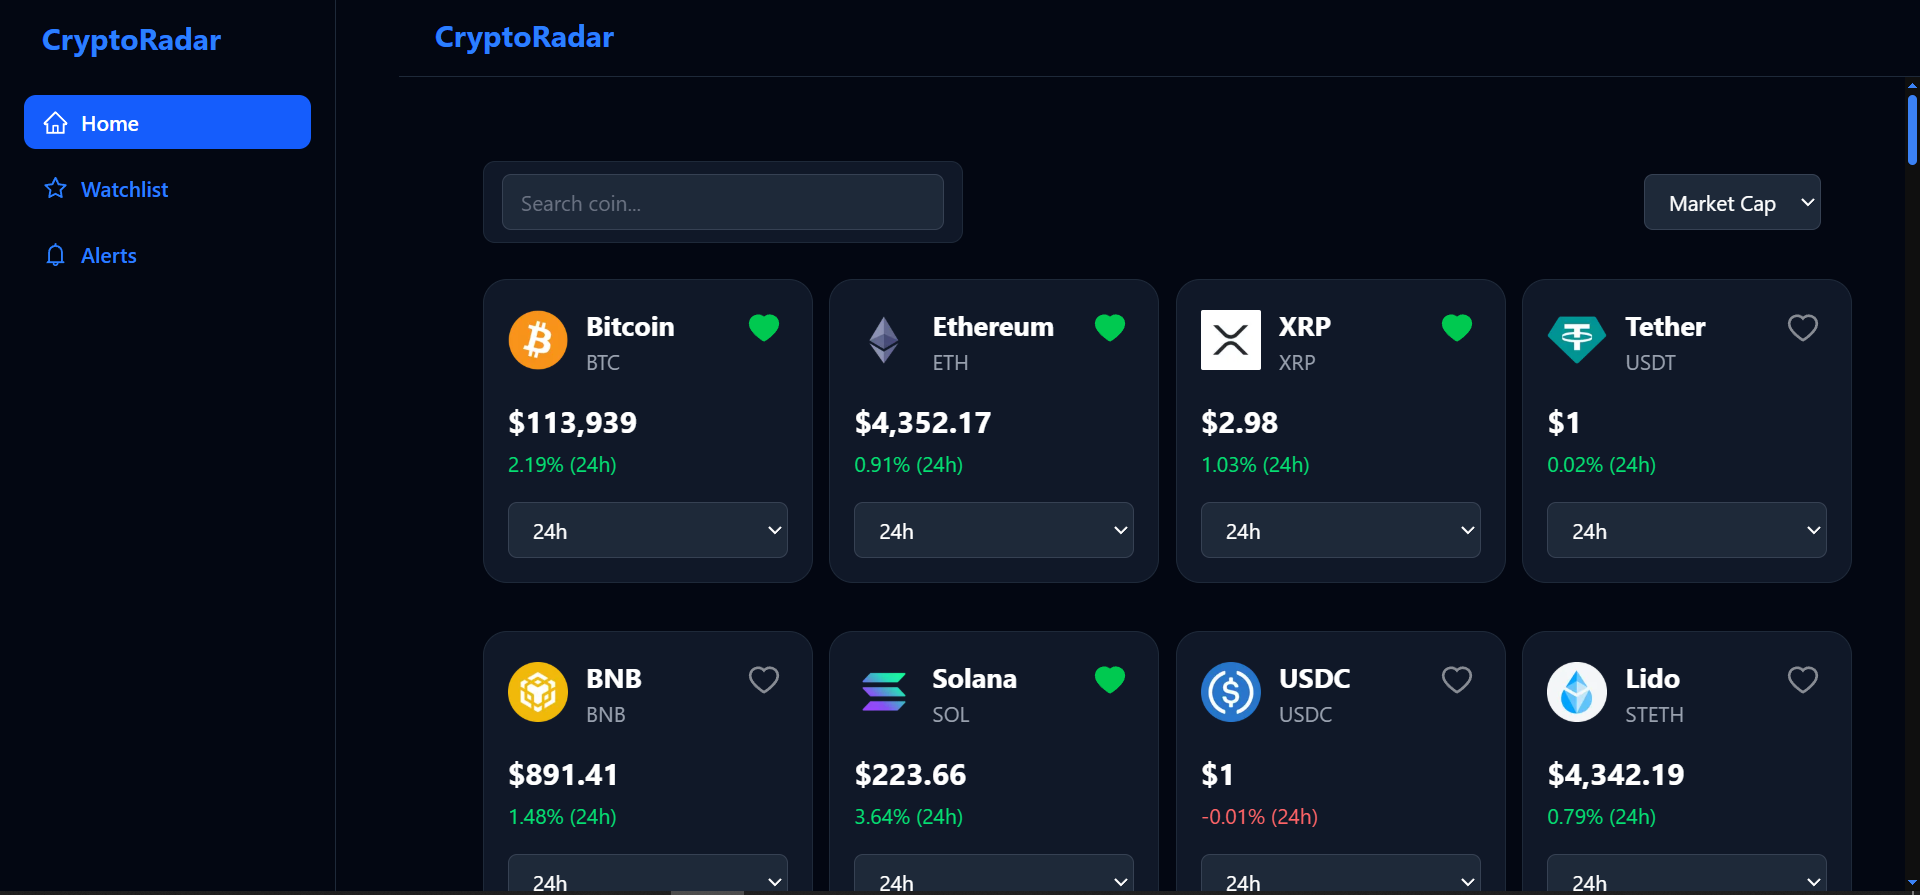 CryptoRadar
Home
Watchlist
Alerts
CryptoRadar
Search coin...
Market Cap
Bitcoin
BTC
$113,939
2.19% (24h)
24h
Ethereum
ETH
$4,352.17
0.91% (24h)
24h
XRP
XRP
$2.98
1.03% (24h)
24h
Tether
USDT
$1
0.02% (24h)
24h
BNB
BNB
$891.41
1.48% (24h)
24h
Solana
SOL
$223.66
3.64% (24h)
24h
USDC
USDC
$1
-0.01% (24h)
24h
Lido
STETH
$4,342.19
0.79% (24h)
24h